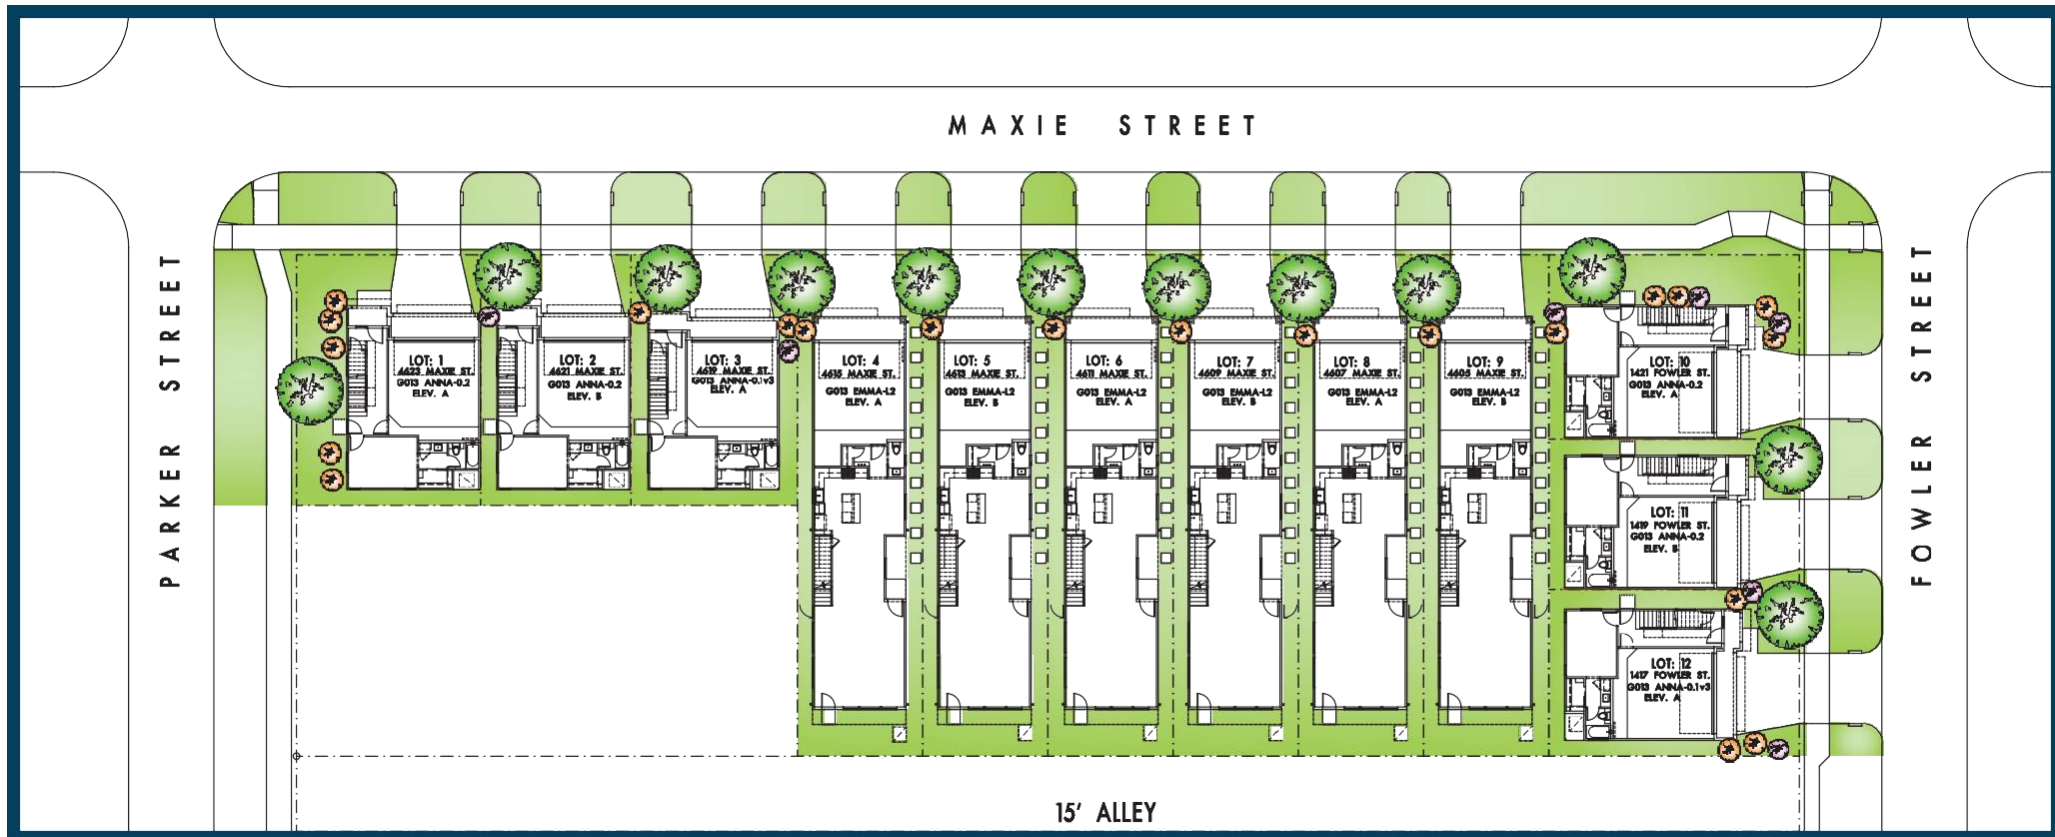 MAXIE STREET
PARKER STREET
FOWLER STREET
LOT: 1
4623 MAXIE ST.
G013 ANNA-0.2
ELEV. A
LOT: 2
4621 MAXIE ST.
G013 ANNA-0.2
ELEV. B
LOT: 3
4619 MAXIE ST.
G013 ANNA-0.1v3
ELEV. A
LOT: 4
4615 MAXIE ST.
G013 EMMA-L2
ELEV. A
LOT: 5
4613 MAXIE ST.
G013 EMMA-L2
ELEV. B
LOT: 6
4611 MAXIE ST.
G013 EMMA-L2
ELEV. A
LOT: 7
4609 MAXIE ST.
G013 EMMA-L2
ELEV. B
LOT: 8
4607 MAXIE ST.
G013 EMMA-L2
ELEV. A
LOT: 9
4605 MAXIE ST.
G013 EMMA-L2
ELEV. B
LOT: 10
1421 FOWLER ST.
G013 ANNA-0.2
ELEV. A
LOT: 11
1419 FOWLER ST.
G013 ANNA-0.2
ELEV. B
LOT: 12
1417 FOWLER ST.
G013 ANNA-0.1v3
ELEV. A
15' ALLEY